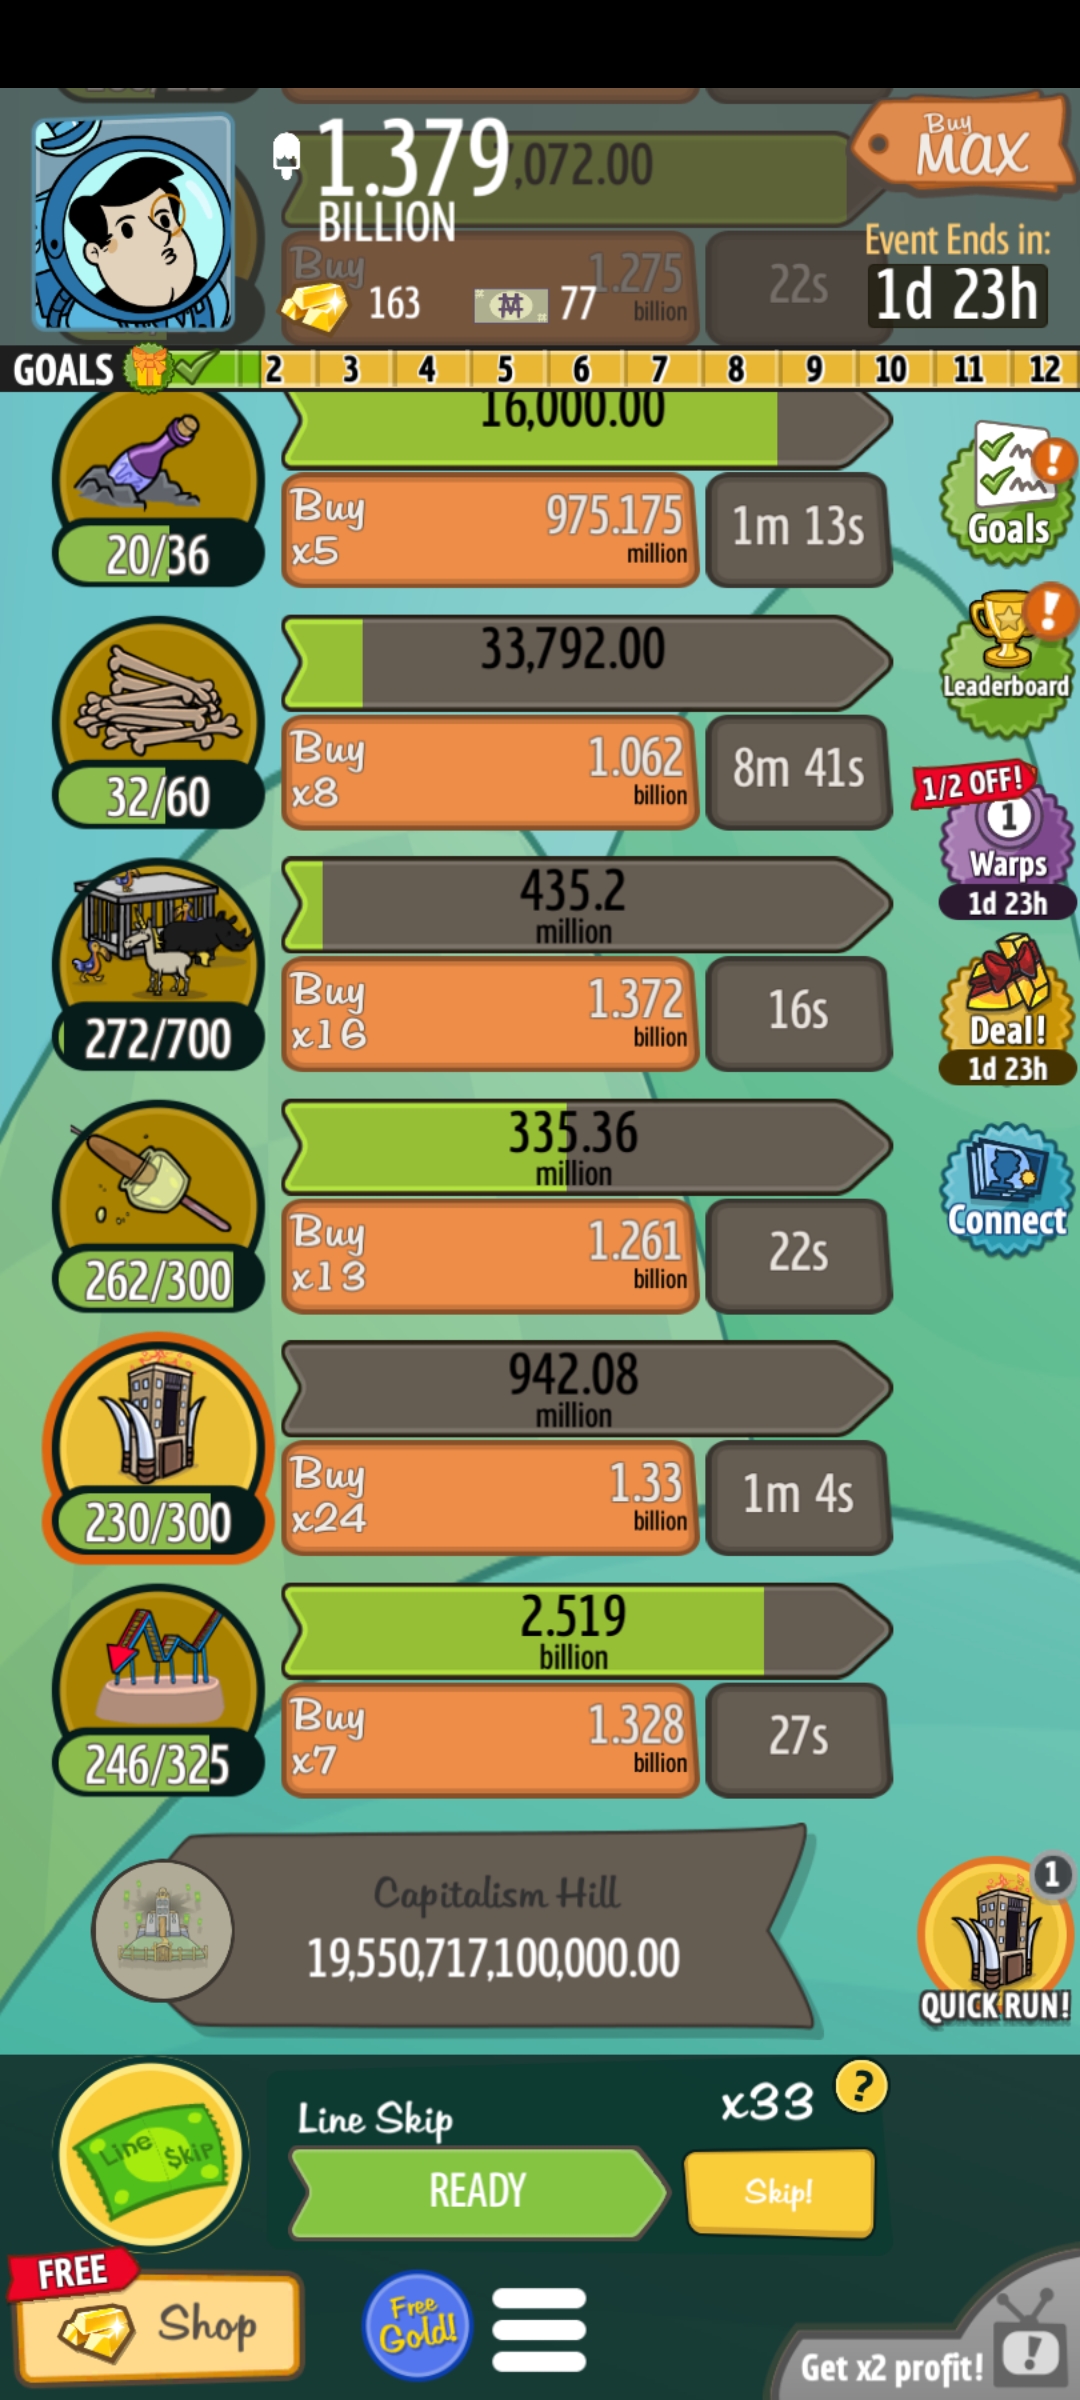 1.379
,072.00
BILLION
Buy
MAX
Buy
1.275
billion
22s
163
77
Event Ends in:
1d 23h
GOALS
2 3 4 5 6 7 8 9 10 11 12
16,000.00
20/36
Buy
x5
975.175
million
1m 13s
Goals
33,792.00
32/60
Buy
x8
1.062
billion
8m 41s
Leaderboard
1/2 OFF!
1
Warps
1d 23h
435.2
million
272/700
Buy
x16
1.372
billion
16s
Deal!
1d 23h
335.36
million
262/300
Buy
x13
1.261
billion
22s
Connect
942.08
million
230/300
Buy
x24
1.33
billion
1m 4s
2.519
billion
246/325
Buy
x7
1.328
billion
27s
Capitalism Hill
19,550,717,100,000.00
1
QUICK RUN!
Line $kip
Line Skip
x33
?
READY
Skip!
FREE
Shop
Free
Gold!
Get x2 profit!